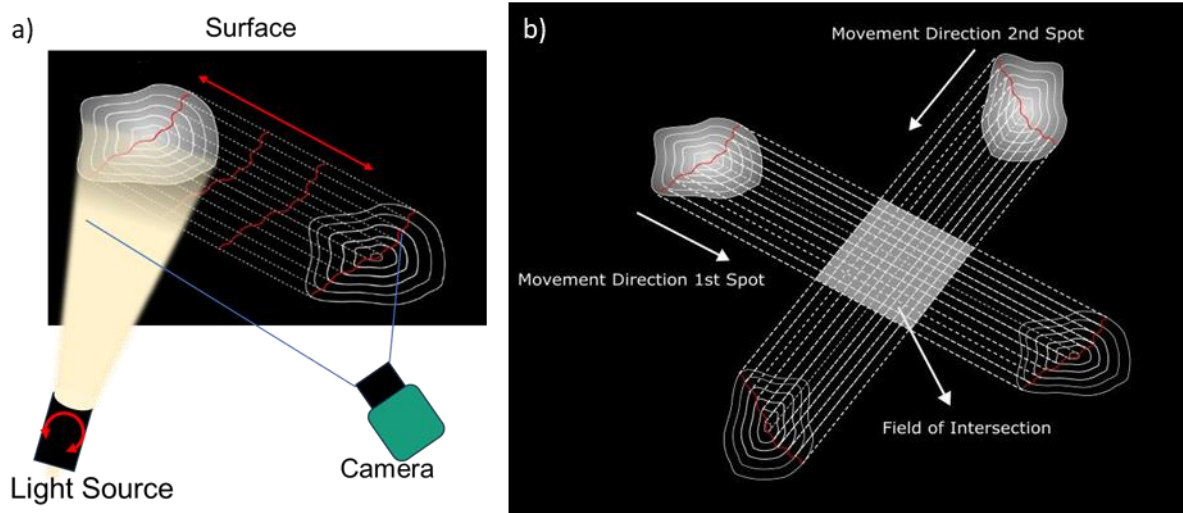 a)
Surface
Light Source
Camera
b)
Movement Direction 2nd Spot
Movement Direction 1st Spot
Field of Intersection